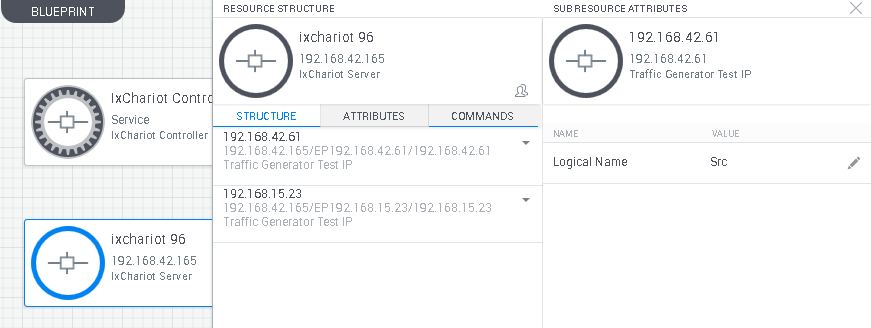 BLUEPRINT
IxChariot Contro
Service
IxChariot Controller
ixchariot 96
192.168.42.165
IxChariot Server
RESOURCE STRUCTURE
ixchariot 96
192.168.42.165
IxChariot Server
STRUCTURE ATTRIBUTES COMMANDS
192.168.42.61
192.168.42.165/EP192.168.42.61/192.168.42.61
Traffic Generator Test IP
192.168.15.23
192.168.42.165/EP192.168.15.23/192.168.15.23
Traffic Generator Test IP
SUB RESOURCE ATTRIBUTES
192.168.42.61
192.168.42.61
Traffic Generator Test IP
NAME VALUE
Logical Name Src